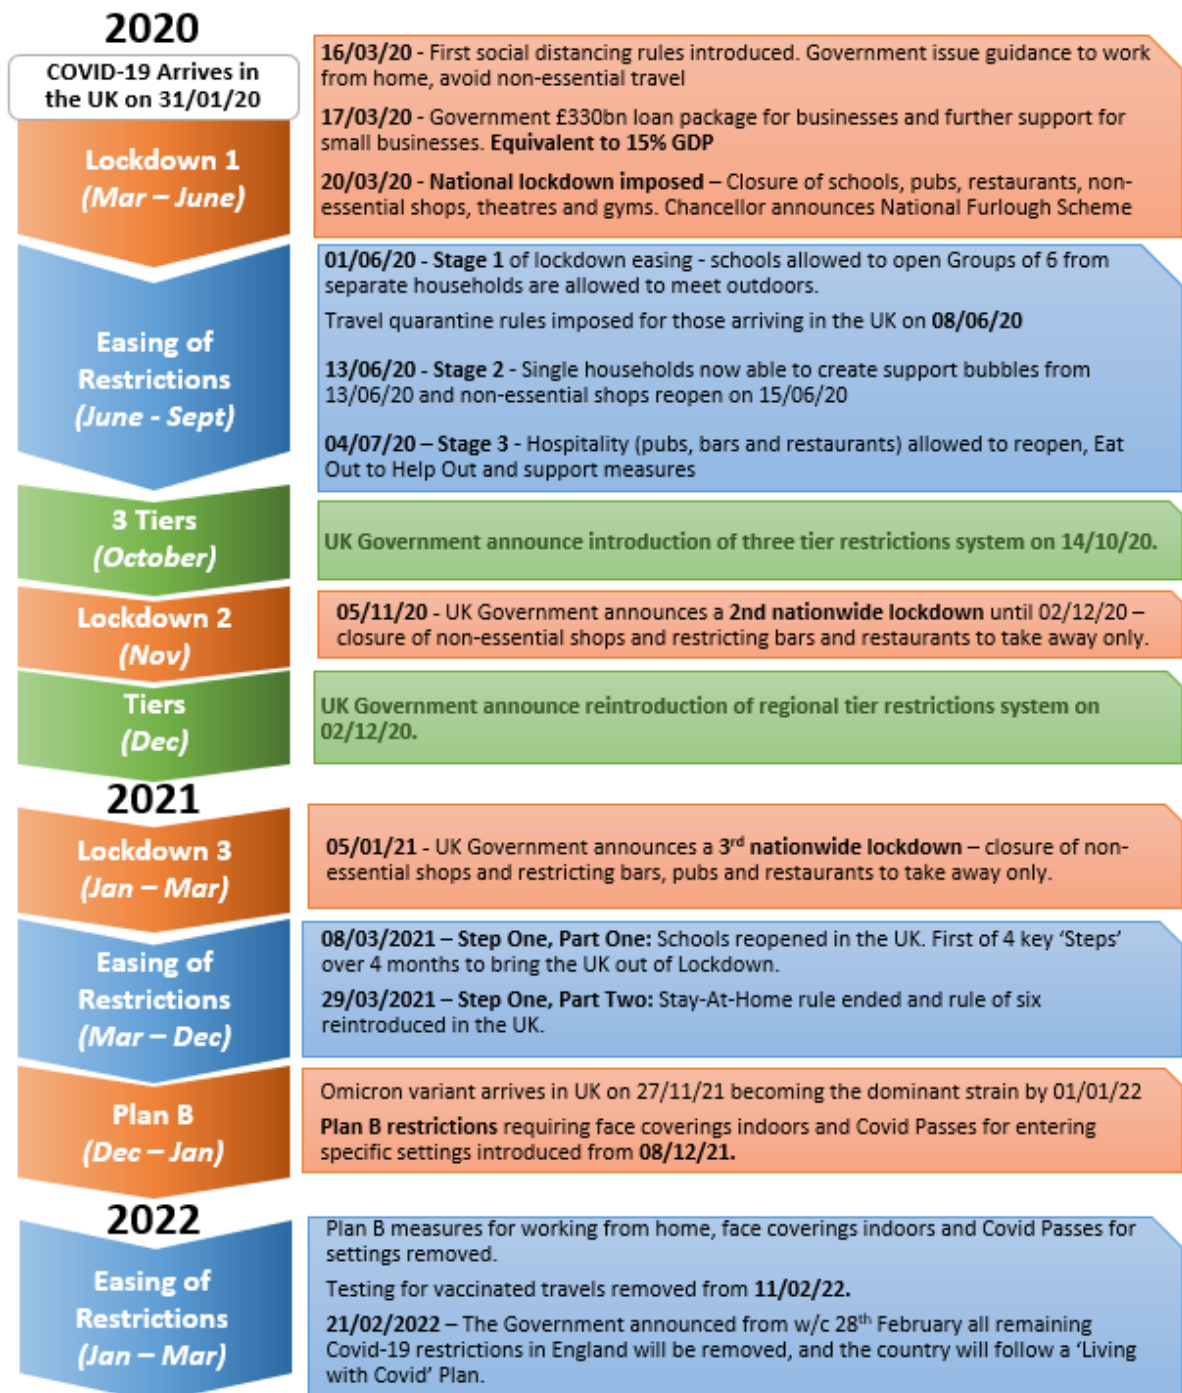 2020
COVID-19 Arrives in
the UK on 31/01/20
Lockdown 1
(Mar – June)
16/03/20 - First social distancing rules introduced. Government issue guidance to work
from home, avoid non-essential travel
17/03/20 - Government £330bn loan package for businesses and further support for
small businesses. Equivalent to 15% GDP
20/03/20 - National lockdown imposed – Closure of schools, pubs, restaurants, non-
essential shops, theatres and gyms. Chancellor announces National Furlough Scheme
Easing of
Restrictions
(June - Sept)
01/06/20 - Stage 1 of lockdown easing - schools allowed to open Groups of 6 from
separate households are allowed to meet outdoors.
Travel quarantine rules imposed for those arriving in the UK on 08/06/20
13/06/20 - Stage 2 - Single households now able to create support bubbles from
13/06/20 and non-essential shops reopen on 15/06/20
04/07/20 – Stage 3 - Hospitality (pubs, bars and restaurants) allowed to reopen, Eat
Out to Help Out and support measures
3 Tiers
(October)
UK Government announce introduction of three tier restrictions system on 14/10/20.
Lockdown 2
(Nov)
05/11/20 - UK Government announces a 2nd nationwide lockdown until 02/12/20 –
closure of non-essential shops and restricting bars and restaurants to take away only.
Tiers
(Dec)
UK Government announce reintroduction of regional tier restrictions system on
02/12/20.
2021
Lockdown 3
(Jan – Mar)
05/01/21 - UK Government announces a 3rd nationwide lockdown – closure of non-
essential shops and restricting bars, pubs and restaurants to take away only.
Easing of
Restrictions
(Mar – Dec)
08/03/2021 – Step One, Part One: Schools reopened in the UK. First of 4 key ‘Steps’
over 4 months to bring the UK out of Lockdown.
29/03/2021 – Step One, Part Two: Stay-At-Home rule ended and rule of six
reintroduced in the UK.
Plan B
(Dec – Jan)
Omicron variant arrives in UK on 27/11/21 becoming the dominant strain by 01/01/22
Plan B restrictions requiring face coverings indoors and Covid Passes for entering
specific settings introduced from 08/12/21.
2022
Easing of
Restrictions
(Jan – Mar)
Plan B measures for working from home, face coverings indoors and Covid Passes for
settings removed.
Testing for vaccinated travels removed from 11/02/22.
21/02/2022 – The Government announced from w/c 28th February all remaining
Covid-19 restrictions in England will be removed, and the country will follow a ‘Living
with Covid’ Plan.